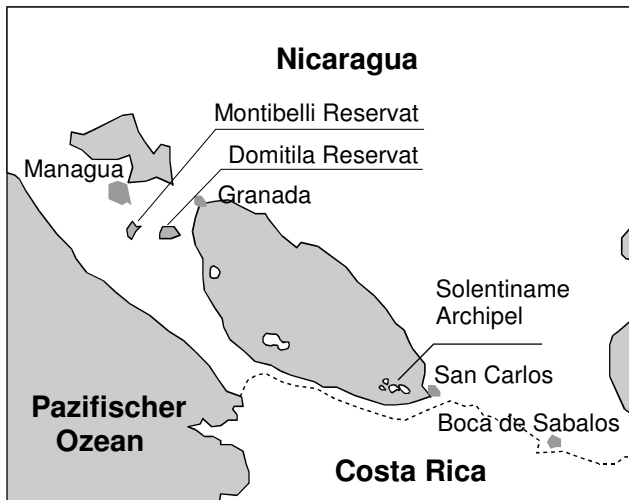 Nicaragua
Montibelli Reservat
Domitila Reservat
Managua
Granada
Solentiname
Archipel
San Carlos
Boca de Sabalos
Pazifischer
Ozean
Costa Rica